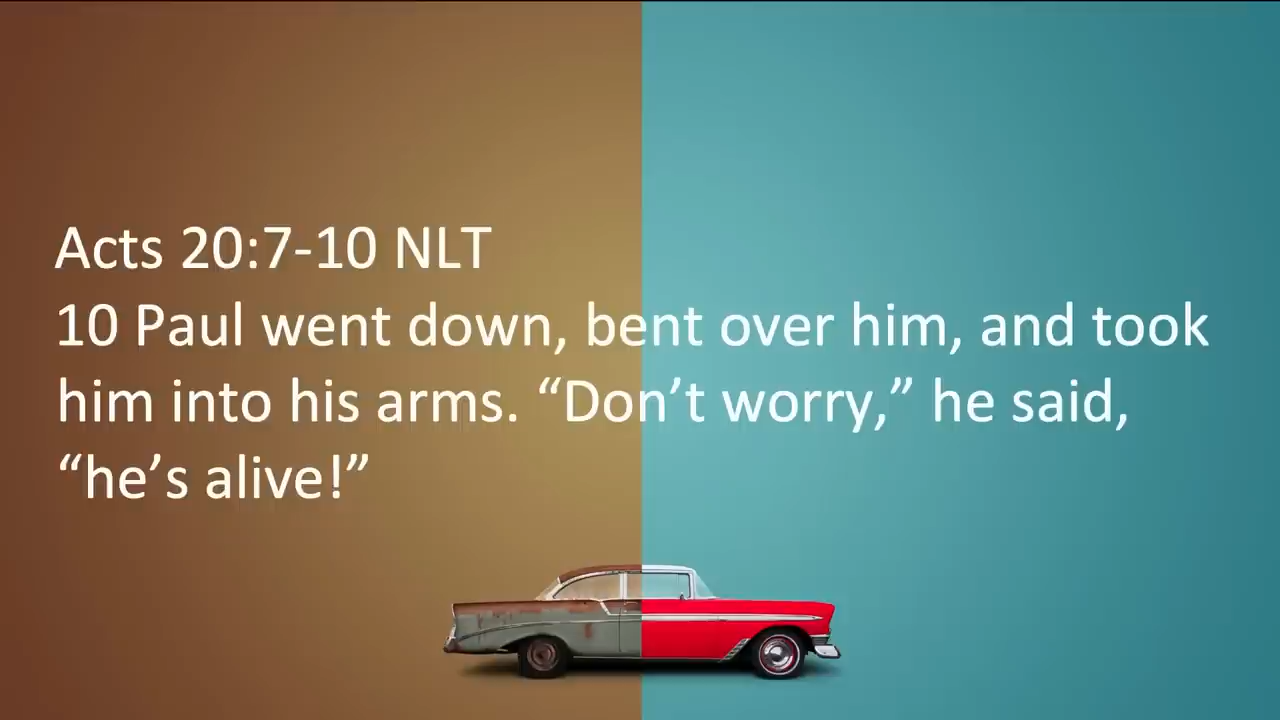 Acts 20:7-10 NLT
10 Paul went down, bent over him, and took
him into his arms. “Don’t worry,” he said,
“he’s alive!”